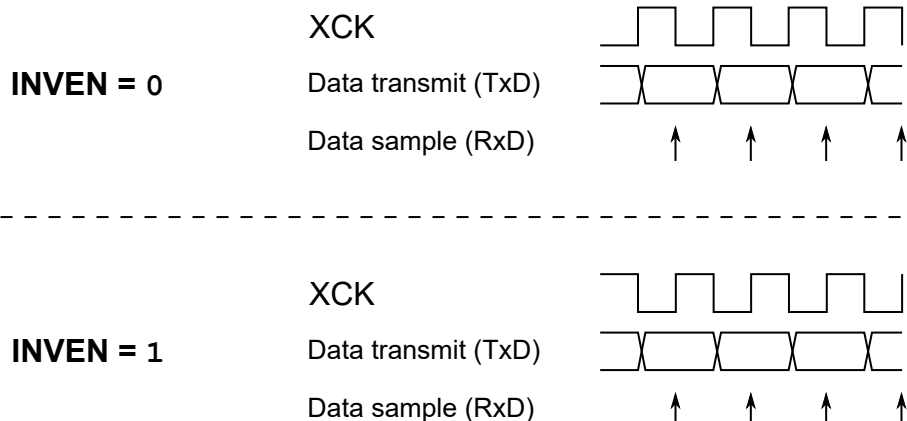 XCK
INVEN = 0
Data transmit (TxD)
Data sample (RxD)
XCK
INVEN = 1
Data transmit (TxD)
Data sample (RxD)